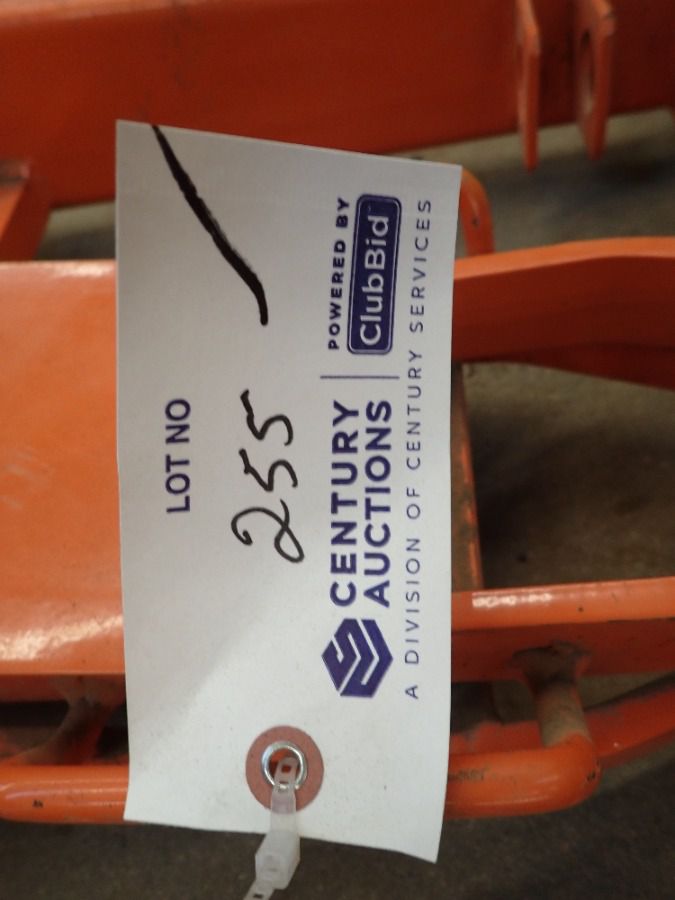 LOT NO
255
CENTURY
AUCTIONS
POWERED BY
ClubBid
A DIVISION OF CENTURY SERVICES